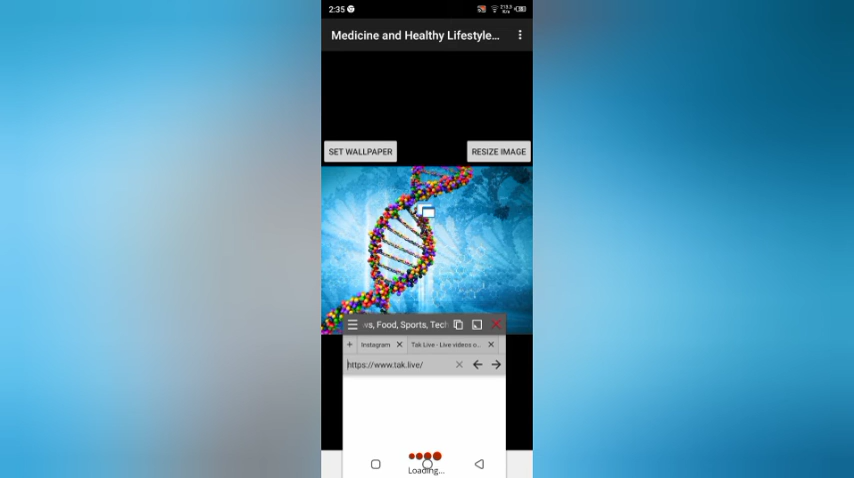 2:35
Medicine and Healthy Lifestyle...
SET WALLPAPER
RESIZE IMAGE
ws, Food, Sports, Tech
+ Instagram
Tak Live - Live videos o...
https://www.tak.live/
Loading...